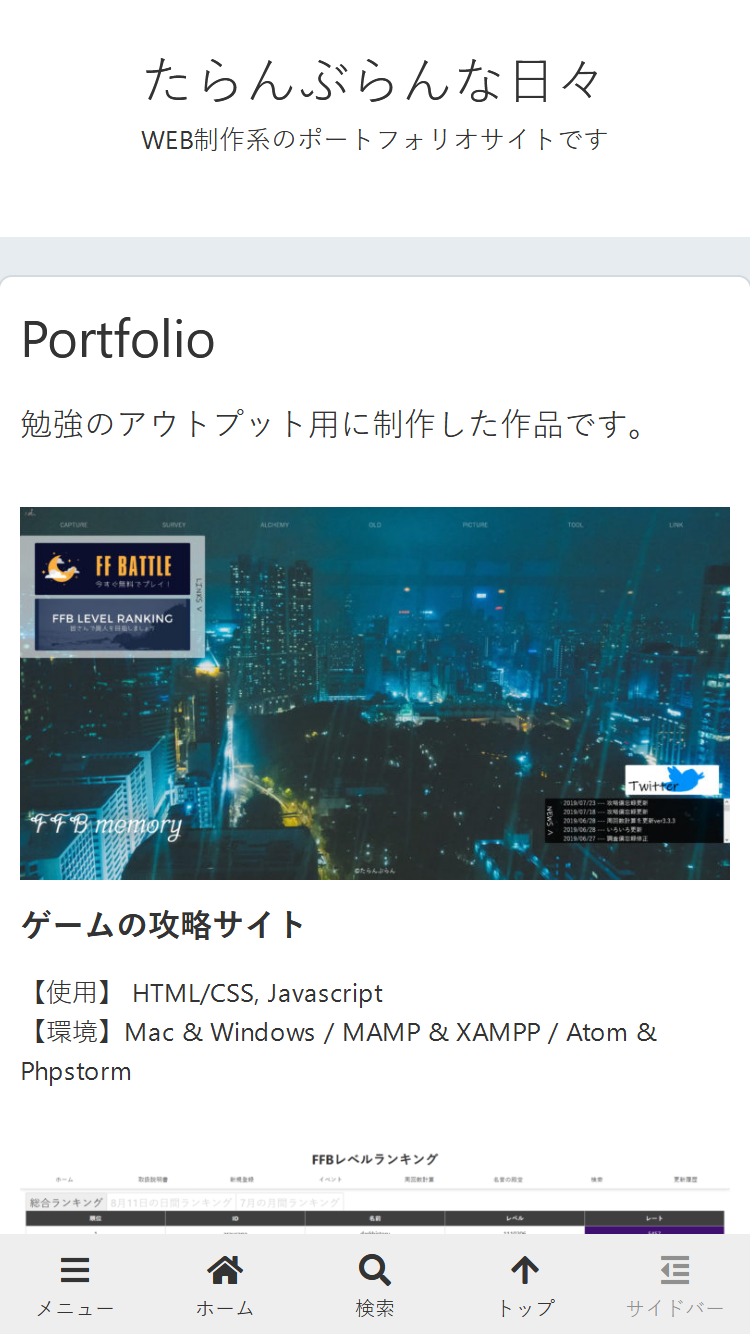 たらんぶらんな日々
WEB制作系のポートフォリオサイトです
Portfolio
勉強のアウトプット用に制作した作品です。
CAPTURE SURVEY ALCHEMY OLD PICTURE TOOL LINK
FF BATTLE
今すぐ無料でプレイ！
LINKS
FFB LEVEL RANKING
Twitter
NEWS
2019/07/23 --- 攻略備忘録更新
2019/07/18 --- 攻略備忘録更新
2019/06/28 --- 周回数計算を更新ver3.3.3
2019/06/28 --- いろいろ更新
2019/06/27 --- 調査備忘録修正
FFB memory
©たらんぶらん
ゲームの攻略サイト
【使用】 HTML/CSS, Javascript
【環境】Mac & Windows / MAMP & XAMPP / Atom &
Phpstorm
FFBレベルランキング
ホーム 取扱説明書 新規登録 イベント 周回数計算 名誉の殿堂 検索 更新履歴
総合ランキング 8月11日の日間ランキング 7月の月間ランキング
順位 ID 名前 レベル レート
メニュー ホーム 検索 トップ サイドバー